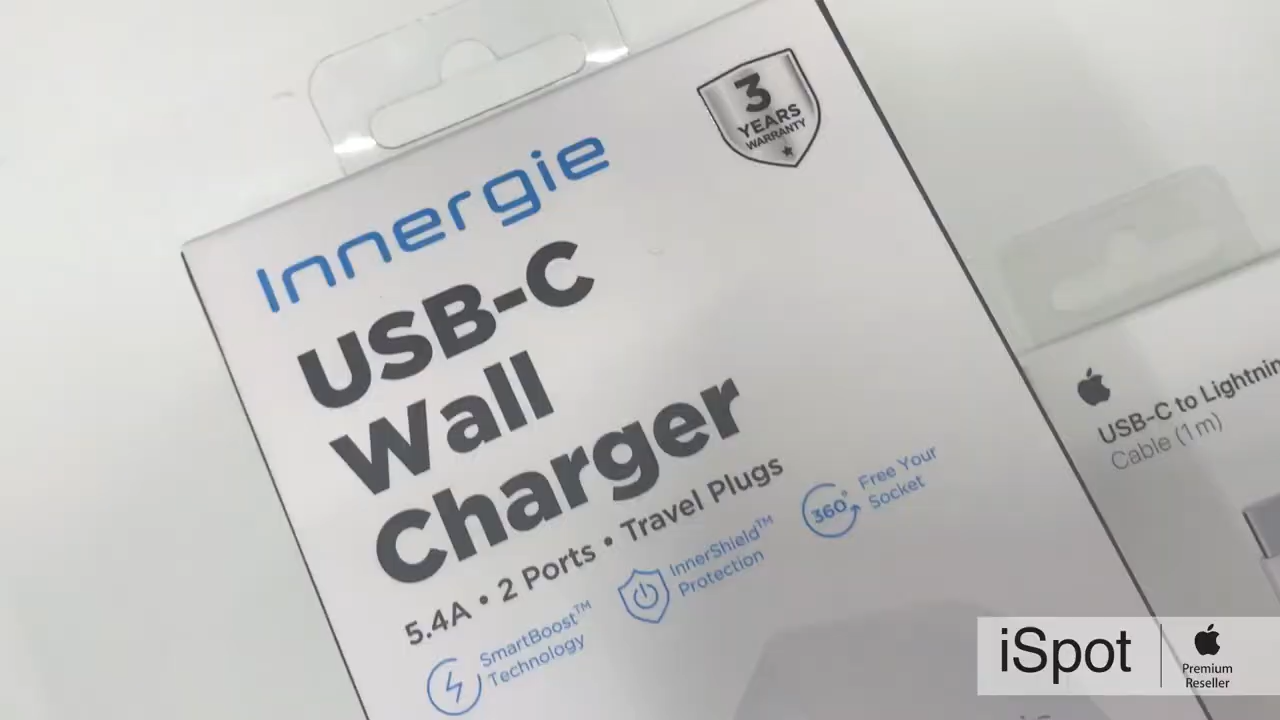 3
YEARS
WARRANTY
Innergie
USB-C
Wall
Charger
5.4A • 2 Ports • Travel Plugs
SmartBoost™
Technology
InnerShield™
Protection
360°
Free Your
Socket
USB-C to Lightnin
Cable (1 m)
iSpot
Premium
Reseller